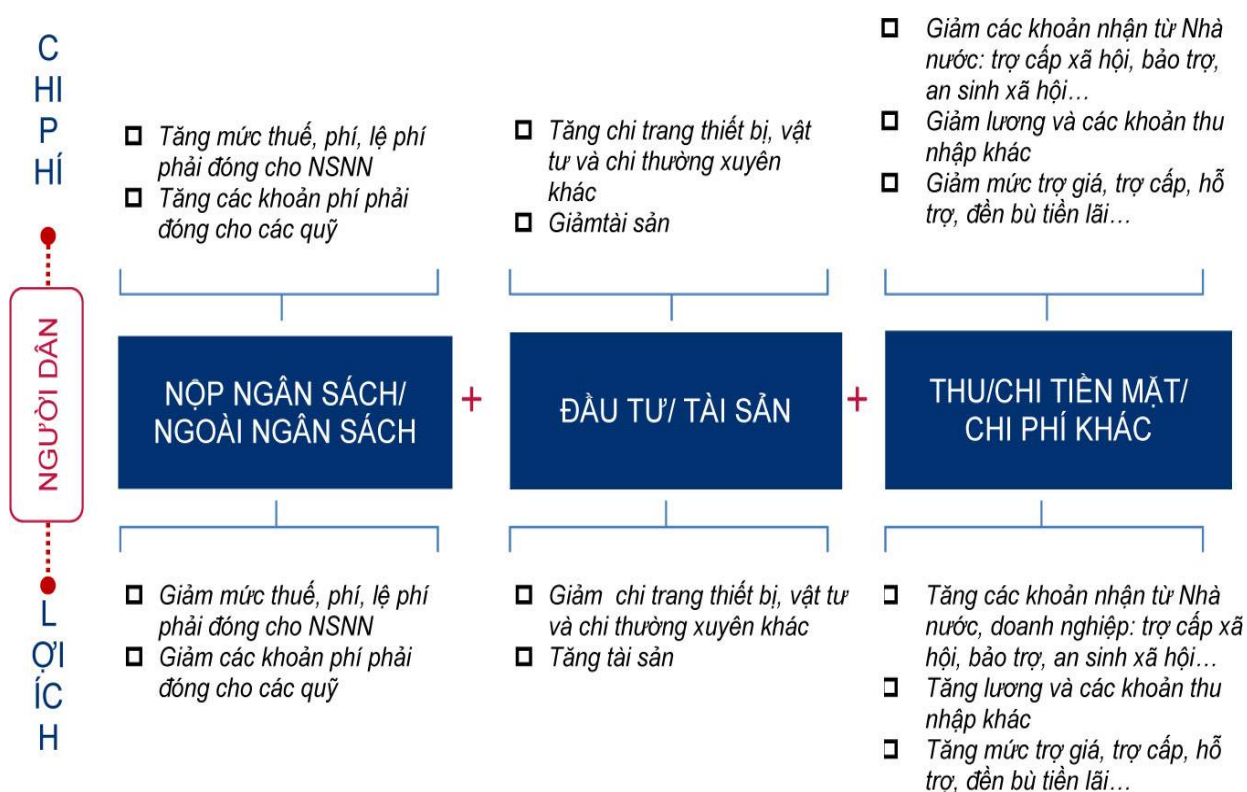 C
HI
P
HÍ
Tăng mức thuế, phí, lệ phí
phải đóng cho NSNN
Tăng các khoản phí phải
đóng cho các quỹ
Tăng chi trang thiết bị, vật
tư và chi thường xuyên
khác
Giảmtài sản
Giảm các khoản nhận từ Nhà
nước: trợ cấp xã hội, bảo trợ,
an sinh xã hội…
Giảm lương và các khoản thu
nhập khác
Giảm mức trợ giá, trợ cấp, hỗ
trợ, đền bù tiền lãi…
NGƯỜI DÂN
NỘP NGÂN SÁCH/
NGOÀI NGÂN SÁCH
+
ĐẦU TƯ/ TÀI SẢN
+
THU/CHI TIỀN MẶT/
CHI PHÍ KHÁC
L
ỢI
ÍC
H
Giảm mức thuế, phí, lệ phí
phải đóng cho NSNN
Giảm các khoản phí phải
đóng cho các quỹ
Giảm chi trang thiết bị, vật tư
và chi thường xuyên khác
Tăng tài sản
Tăng các khoản nhận từ Nhà
nước, doanh nghiệp: trợ cấp xã
hội, bảo trợ, an sinh xã hội…
Tăng lương và các khoản thu
nhập khác
Tăng mức trợ giá, trợ cấp, hỗ
trợ, đền bù tiền lãi…